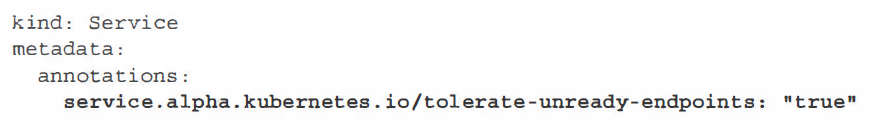 kind: Service
metadata:
  annotations:
    service.alpha.kubernetes.io/tolerate-unready-endpoints: "true"